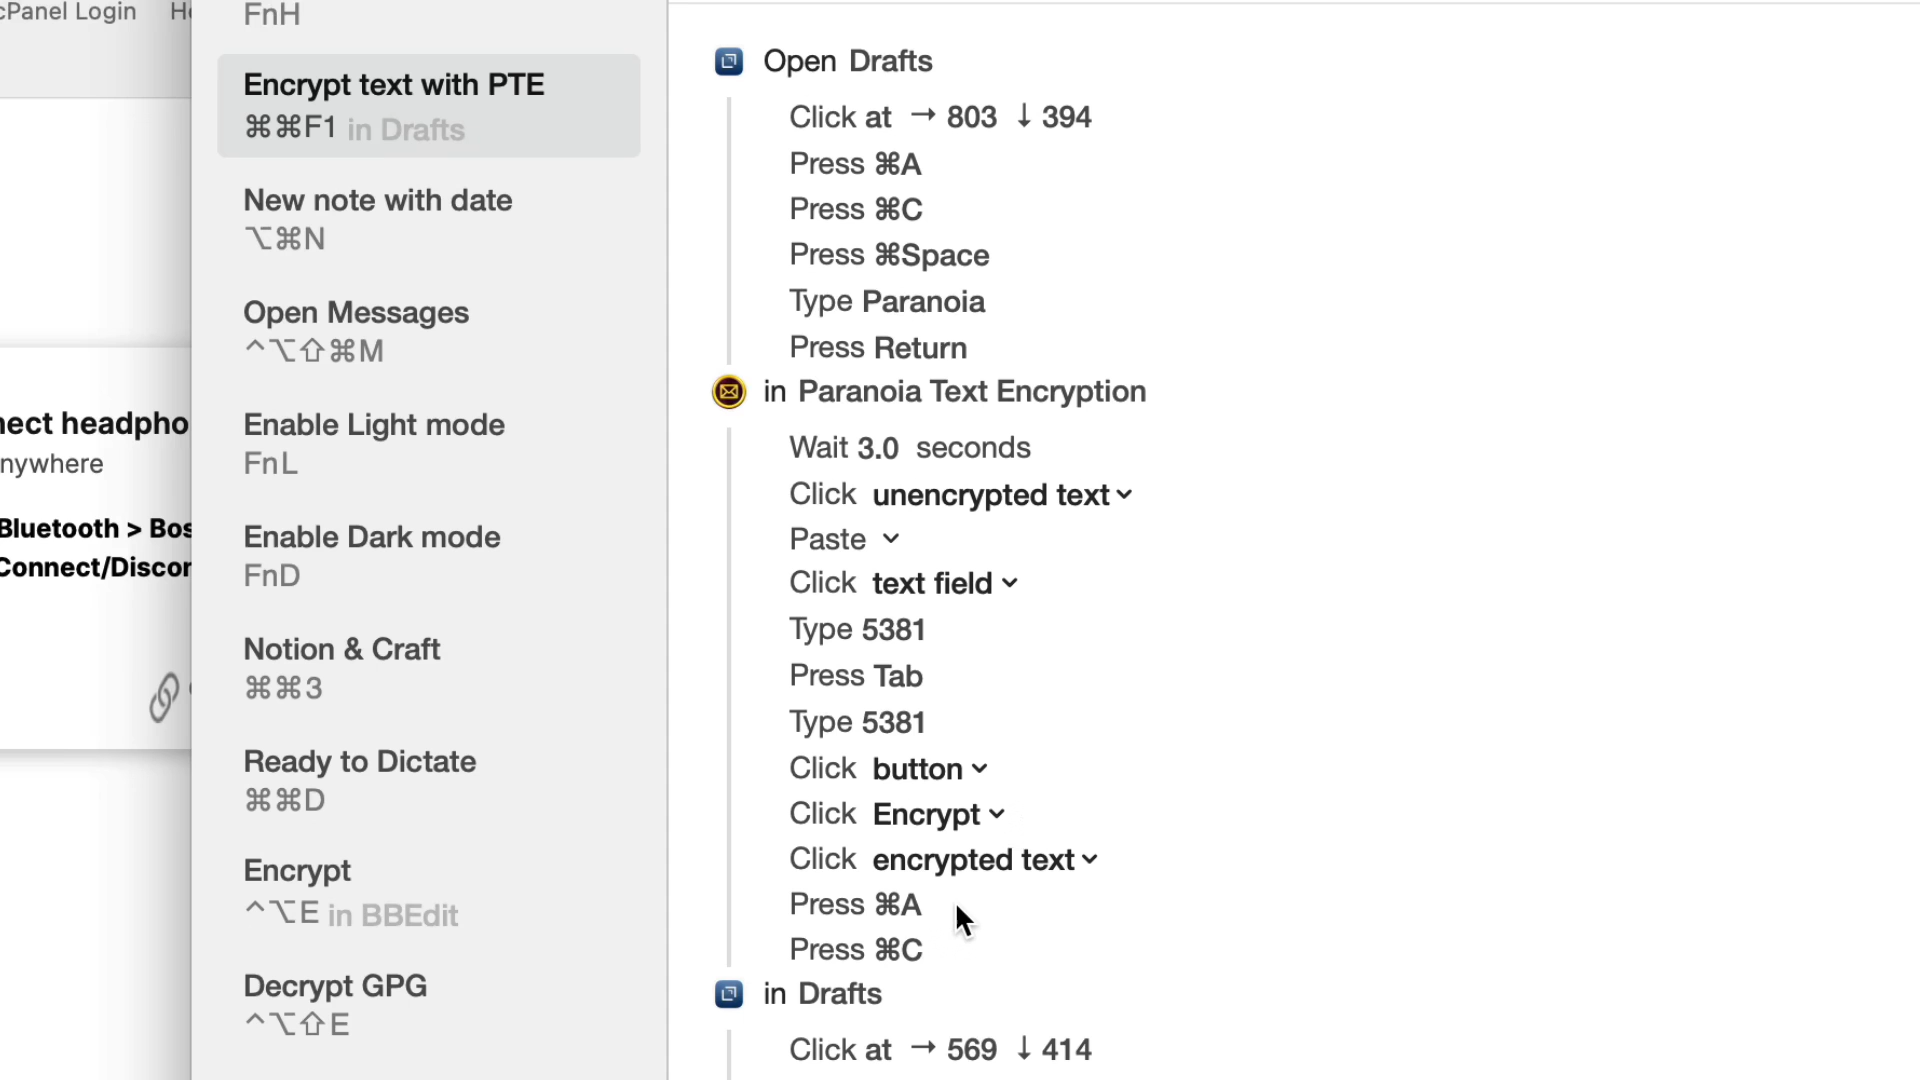 cPanel Login
nect headpho
nywhere
Bluetooth > Bos
Connect/Discor
FnH
Encrypt text with PTE
⌘⌘F1 in Drafts
New note with date
⌥⌘N
Open Messages
^⌥⇧⌘M
Enable Light mode
FnL
Enable Dark mode
FnD
Notion & Craft
⌘⌘3
Ready to Dictate
⌘⌘D
Encrypt
^⌥E in BBEdit
Decrypt GPG
^⌥⇧E
Open Drafts
Click at → 803 ↓ 394
Press ⌘A
Press ⌘C
Press ⌘Space
Type Paranoia
Press Return
in Paranoia Text Encryption
Wait 3.0 seconds
Click unencrypted text
Paste
Click text field
Type 5381
Press Tab
Type 5381
Click button
Click Encrypt
Click encrypted text
Press ⌘A
Press ⌘C
in Drafts
Click at → 569 ↓ 414